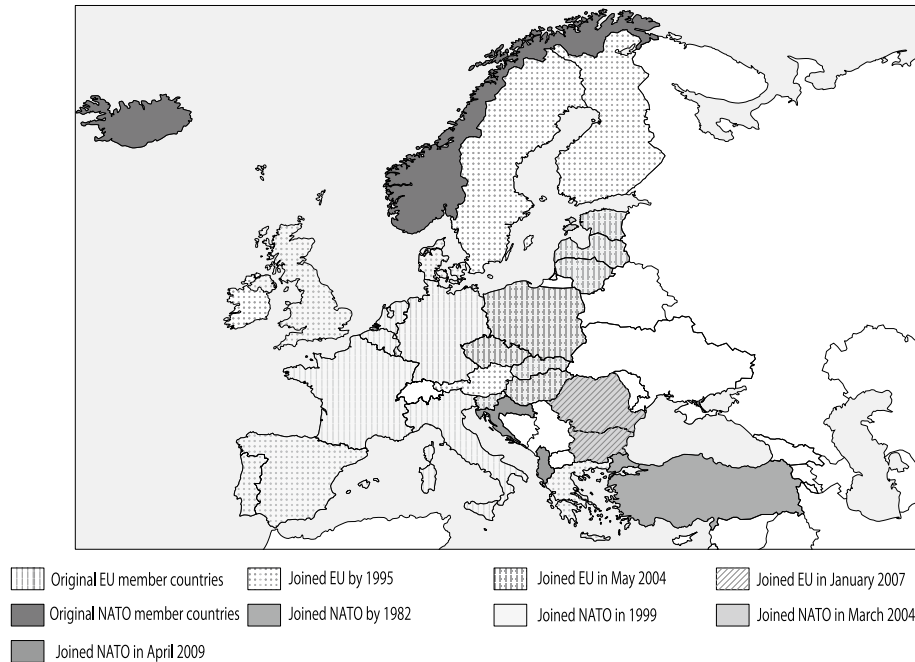 Original EU member countries
Joined EU by 1995
Joined EU in May 2004
Joined EU in January 2007
Original NATO member countries
Joined NATO by 1982
Joined NATO in 1999
Joined NATO in March 2004
Joined NATO in April 2009